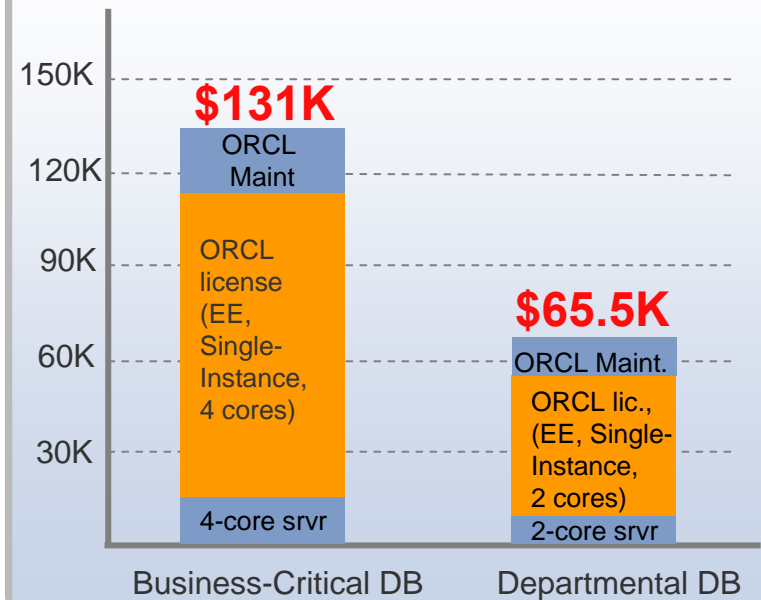 150K
120K
90K
60K
30K
$131K
ORCL
Maint
ORCL
license
(EE,
Single-
Instance,
4 cores)
4-core srvr
$65.5K
ORCL Maint.
ORCL lic.,
(EE, Single-
Instance,
2 cores)
2-core srvr
Business-Critical DB
Departmental DB